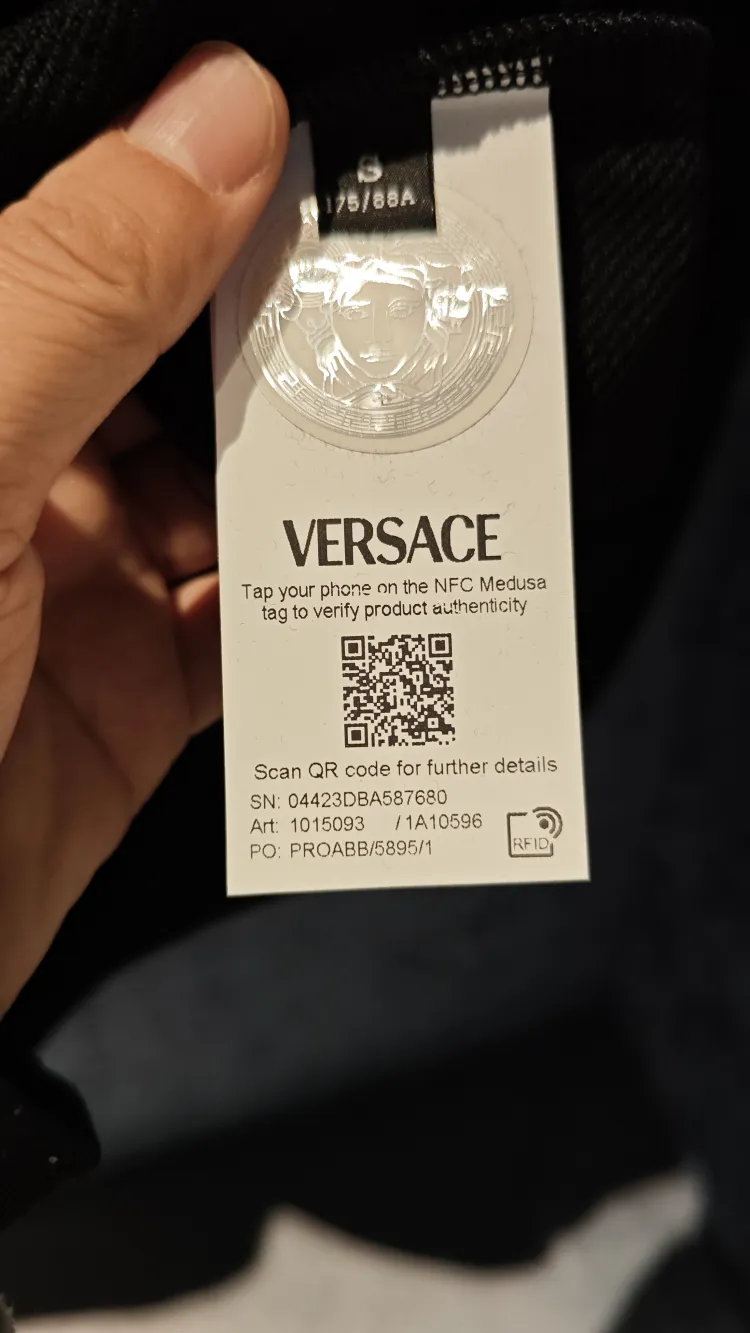 S
175/88A
VERSACE
Tap your phone on the NFC Medusa
tag to verify product authenticity
Scan QR code for further details
SN: 04423DBA587680
Art: 1015093 /1A10596
PO: PROABB/5895/1
RFID